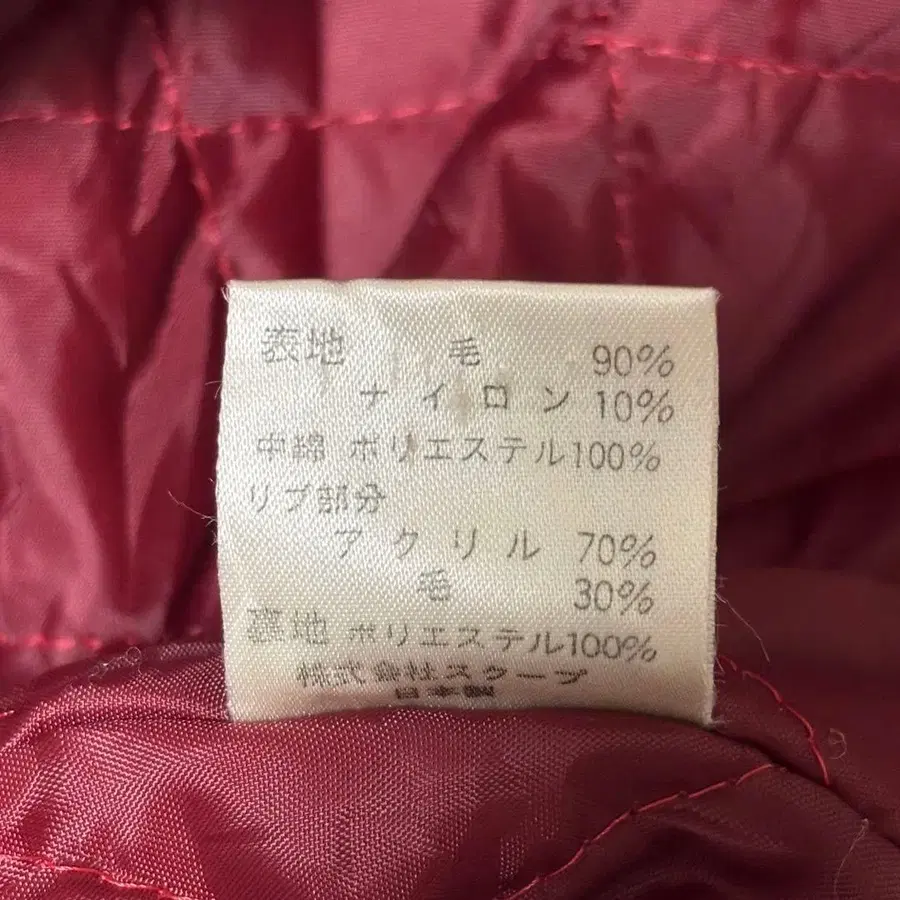 表地 毛 90%
ナイロン 10%
中綿 ポリエステル100%
リブ部分
アクリル 70%
毛 30%
裏地 ポリエステル100%
株式会社スクープ
日本製